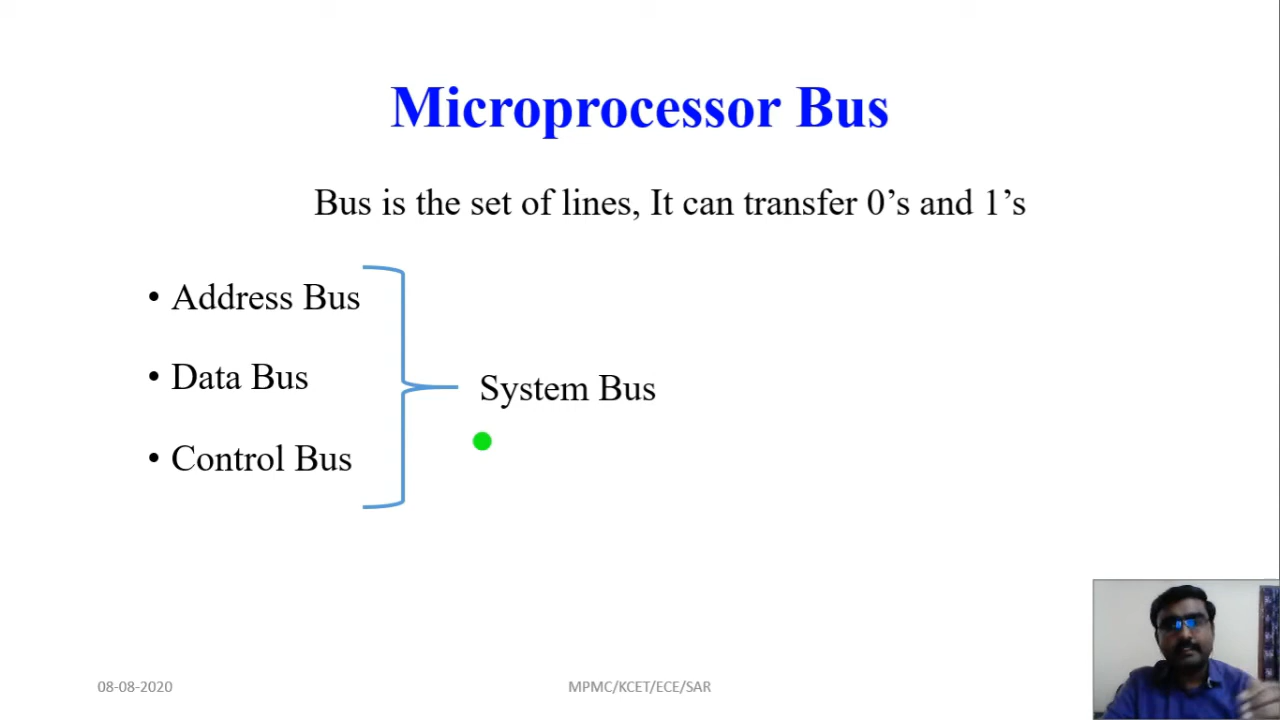 Microprocessor Bus
Bus is the set of lines, It can transfer 0’s and 1’s
• Address Bus
• Data Bus
• Control Bus
System Bus
08-08-2020
MPMC/KCET/ECE/SAR